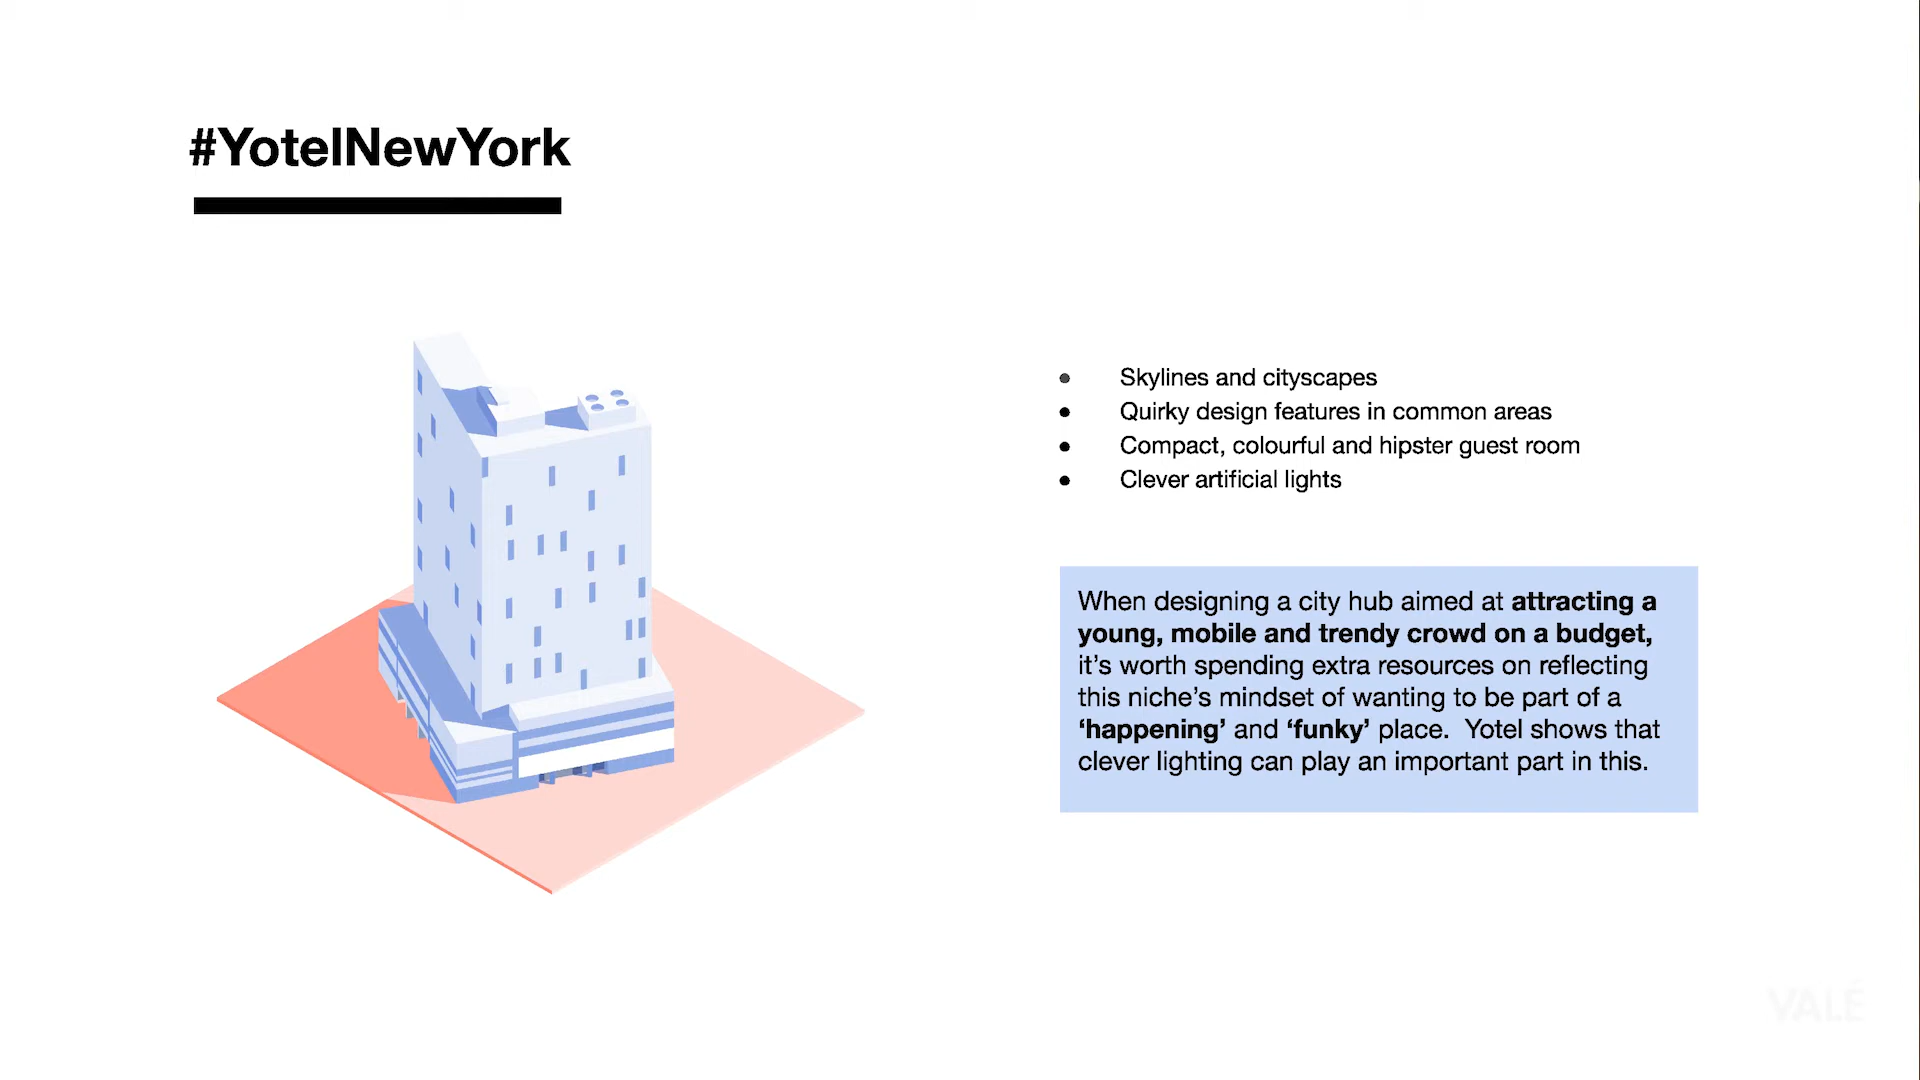 #YotelNewYork
● Skylines and cityscapes
● Quirky design features in common areas
● Compact, colourful and hipster guest room
● Clever artificial lights
When designing a city hub aimed at attracting a
young, mobile and trendy crowd on a budget,
it’s worth spending extra resources on reflecting
this niche’s mindset of wanting to be part of a
‘happening’ and ‘funky’ place.  Yotel shows that
clever lighting can play an important part in this.
VALÉ